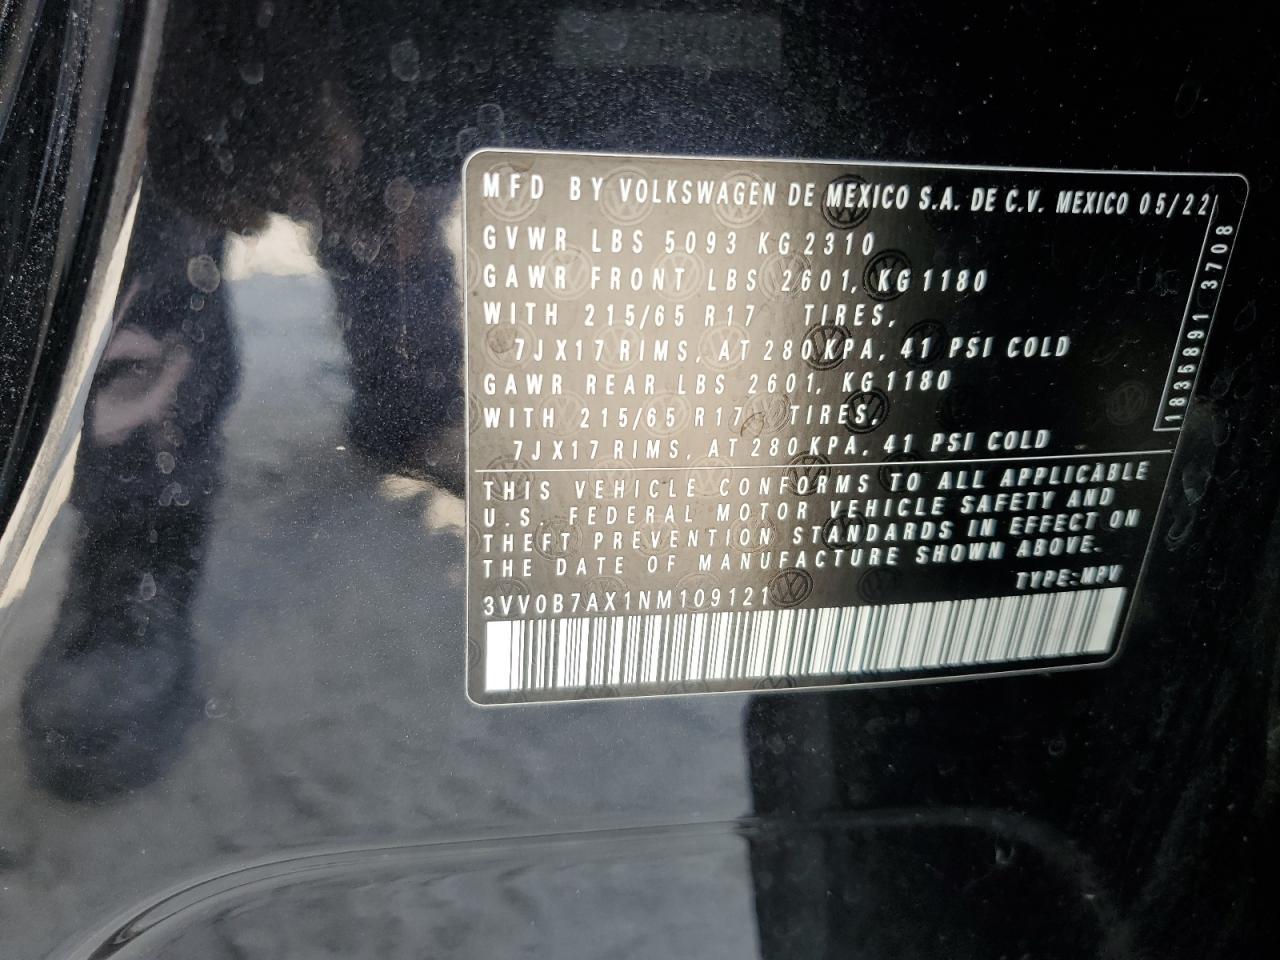 MFD BY VOLKSWAGEN DE MEXICO S.A. DE C.V. MEXICO 05/22
GVWR LBS 5093 KG 2310
GAWR FRONT LBS 2601, KG 1180
WITH 215/65 R17 TIRES,
7JX17 RIMS, AT 280 KPA, 41 PSI COLD
GAWR REAR LBS 2601, KG 1180
WITH 215/65 R17 TIRES,
7JX17 RIMS, AT 280 KPA, 41 PSI COLD
1835891 3708
THIS VEHICLE CONFORMS TO ALL APPLICABLE
U.S. FEDERAL MOTOR VEHICLE SAFETY AND
THEFT PREVENTION STANDARDS IN EFFECT ON
THE DATE OF MANUFACTURE SHOWN ABOVE.
TYPE:MPV
3VV0B7AX1NM109121